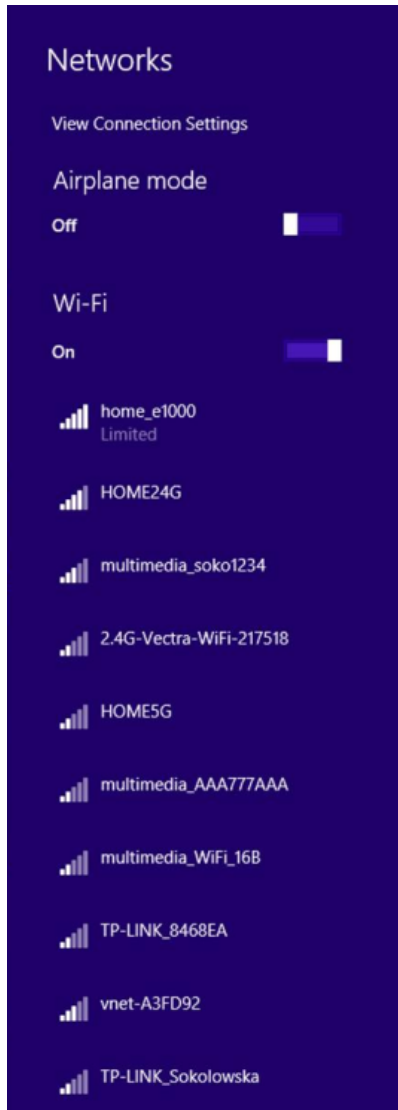 Networks
View Connection Settings
Airplane mode
Off
Wi-Fi
On
home_e1000
Limited
HOME24G
multimedia_soko1234
2.4G-Vectra-WiFi-217518
HOME5G
multimedia_AAA777AAA
multimedia_WiFi_16B
TP-LINK_8468EA
vnet-A3FD92
TP-LINK_Sokolowska